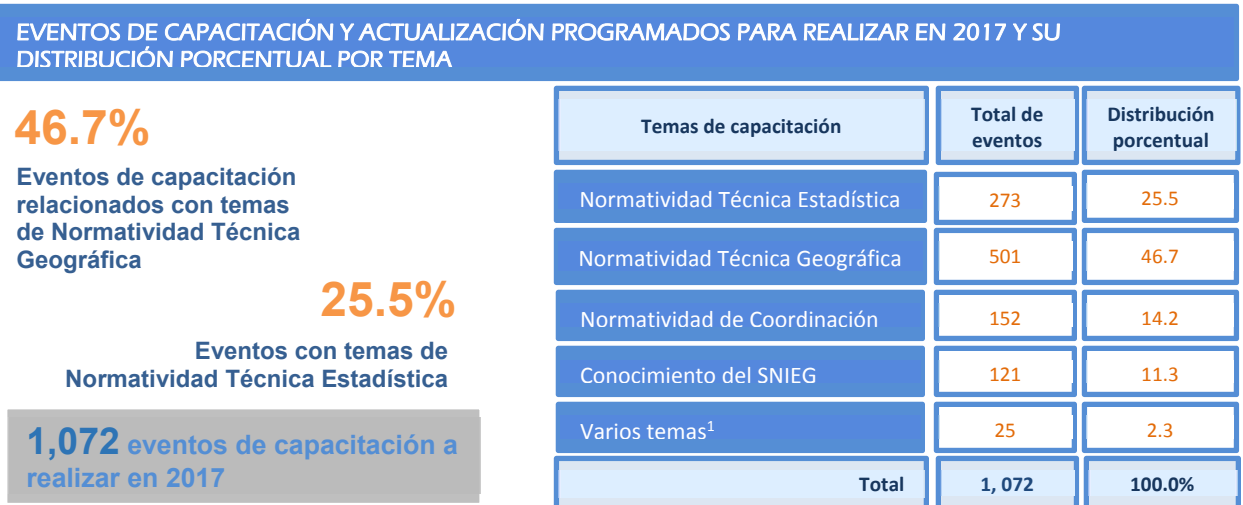 EVENTOS DE CAPACITACIÓN Y ACTUALIZACIÓN PROGRAMADOS PARA REALIZAR EN 2017 Y SU
DISTRIBUCIÓN PORCENTUAL POR TEMA
46.7%
Eventos de capacitación
relacionados con temas
de Normatividad Técnica
Geográfica
25.5%
Eventos con temas de
Normatividad Técnica Estadística
1,072 eventos de capacitación a
realizar en 2017
Temas de capacitación Total de eventos Distribución porcentual
Normatividad Técnica Estadística 273 25.5
Normatividad Técnica Geográfica 501 46.7
Normatividad de Coordinación 152 14.2
Conocimiento del SNIEG 121 11.3
Varios temas¹ 25 2.3
Total 1, 072 100.0%